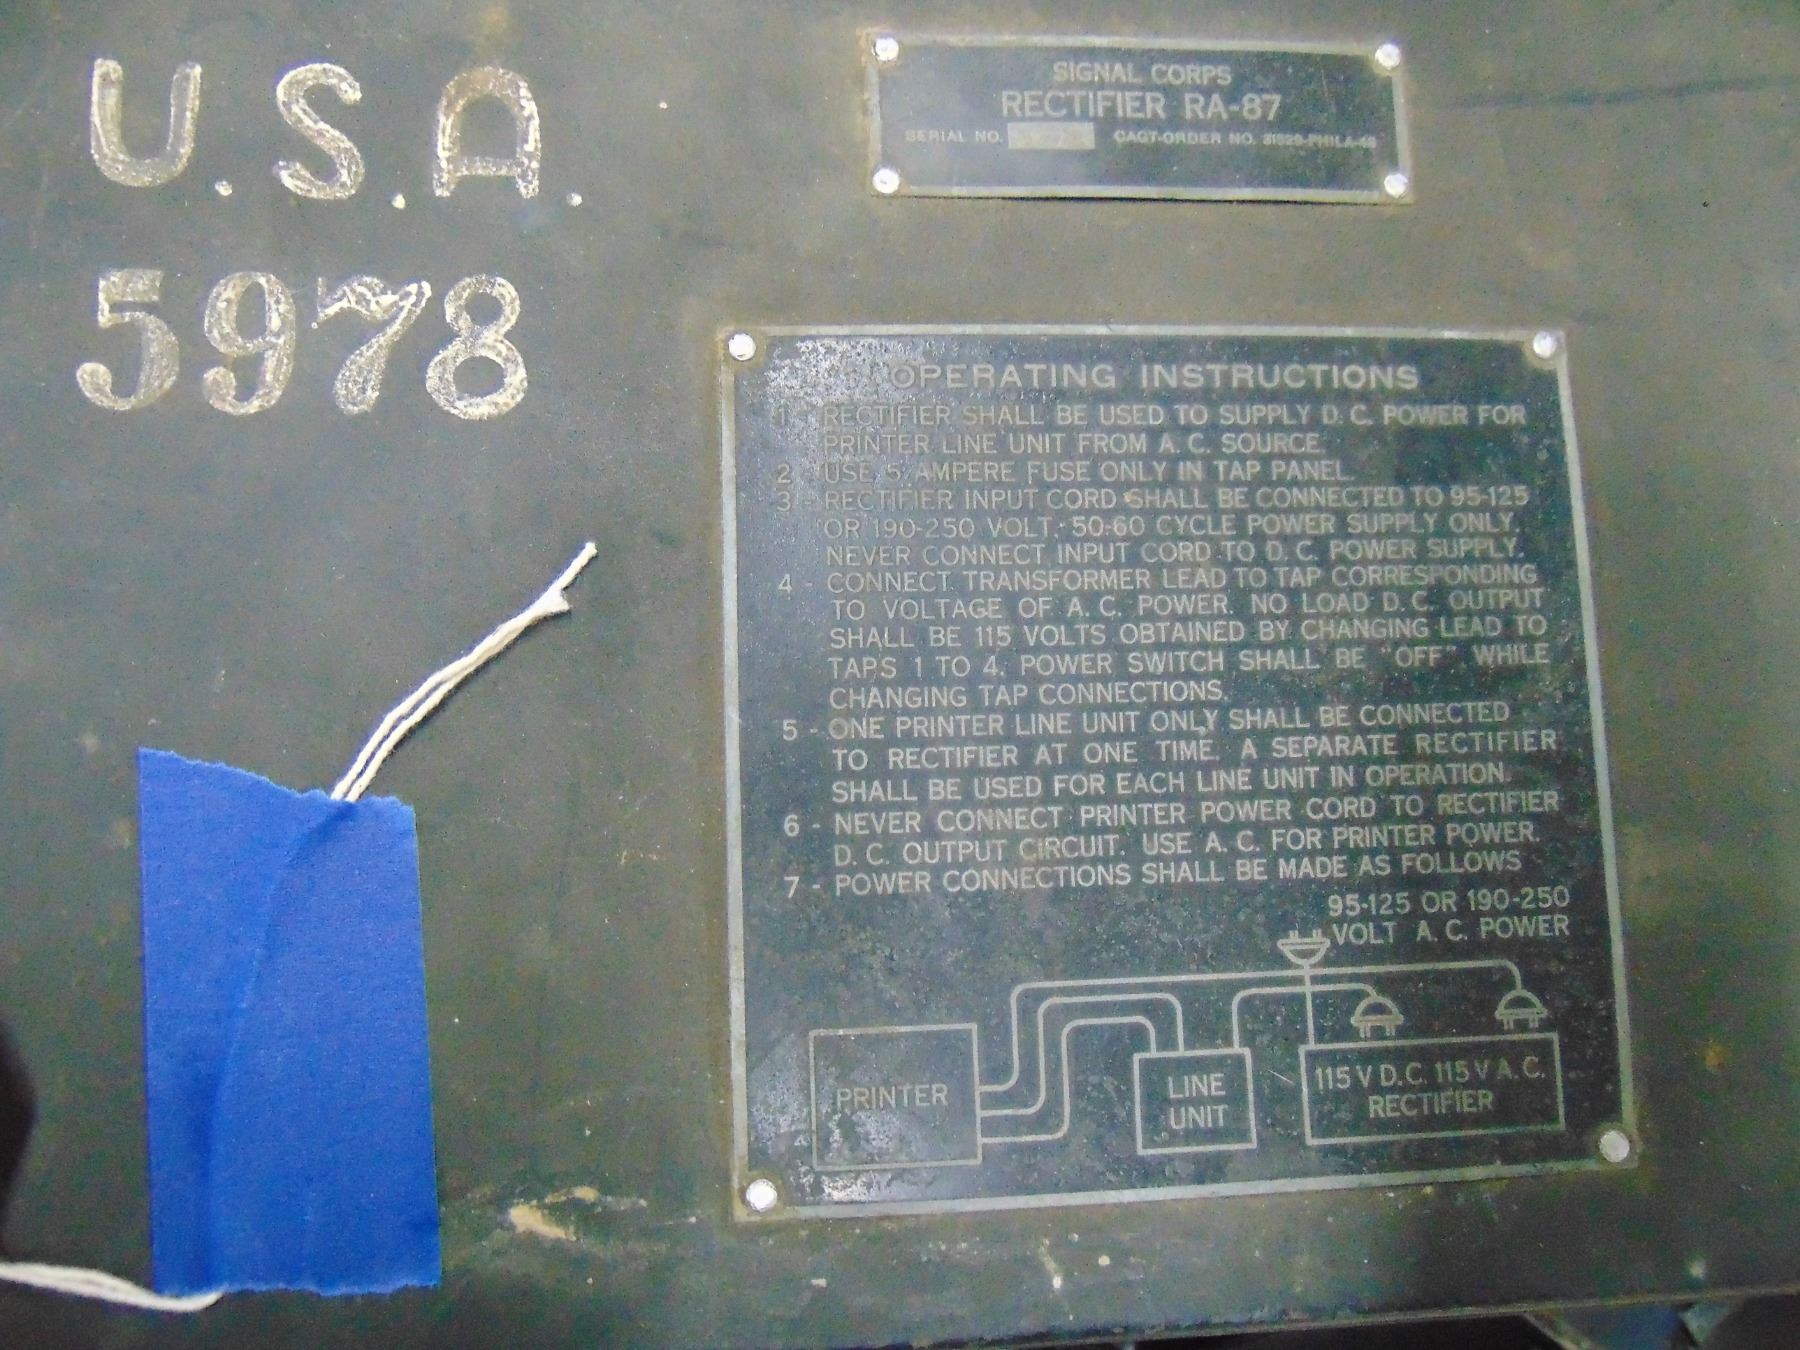 U.S.A.
5978
SIGNAL CORPS
RECTIFIER RA-87
SERIAL NO. CAGT-ORDER NO.
OPERATING INSTRUCTIONS
1 - RECTIFIER SHALL BE USED TO SUPPLY D.C. POWER FOR
PRINTER LINE UNIT FROM A.C. SOURCE.
2 - USE 5 AMPERE FUSE ONLY IN TAP PANEL.
3 - RECTIFIER INPUT CORD SHALL BE CONNECTED TO 95-125
OR 190-250 VOLT, 50-60 CYCLE POWER SUPPLY ONLY.
NEVER CONNECT INPUT CORD TO D.C. POWER SUPPLY.
4 - CONNECT TRANSFORMER LEAD TO TAP CORRESPONDING
TO VOLTAGE OF A.C. POWER. NO LOAD D.C. OUTPUT
SHALL BE 115 VOLTS OBTAINED BY CHANGING LEAD TO
TAPS 1 TO 4. POWER SWITCH SHALL BE "OFF" WHILE
CHANGING TAP CONNECTIONS.
5 - ONE PRINTER LINE UNIT ONLY SHALL BE CONNECTED
TO RECTIFIER AT ONE TIME. A SEPARATE RECTIFIER
SHALL BE USED FOR EACH LINE UNIT IN OPERATION.
6 - NEVER CONNECT PRINTER POWER CORD TO RECTIFIER
D.C. OUTPUT CIRCUIT. USE A.C. FOR PRINTER POWER.
7 - POWER CONNECTIONS SHALL BE MADE AS FOLLOWS
95-125 OR 190-250
VOLT A.C. POWER
PRINTER
LINE
UNIT
115 V D.C. 115 V A.C.
RECTIFIER